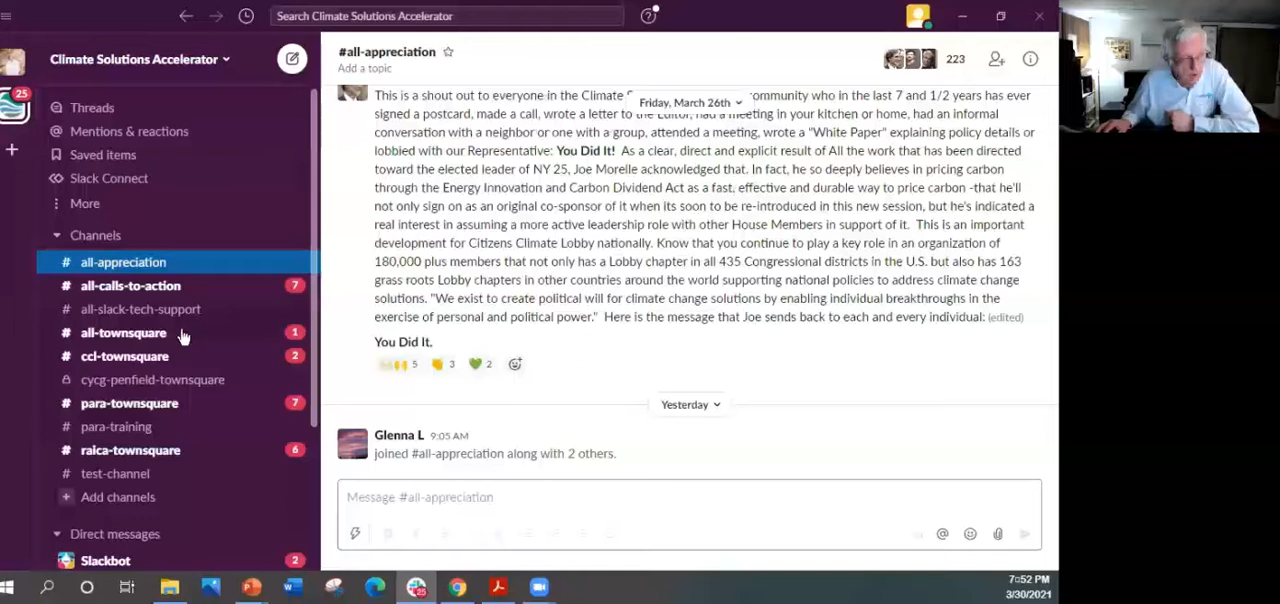 Search Climate Solutions Accelerator
25
Climate Solutions Accelerator
Threads
Mentions & reactions
Saved items
Slack Connect
More
Channels
# all-appreciation
# all-calls-to-action 7
# all-slack-tech-support
# all-townsquare 1
# ccl-townsquare 2
cycg-penfield-townsquare
# para-townsquare 7
# para-training
# raica-townsquare 6
# test-channel
+ Add channels
Direct messages
Slackbot 2
#all-appreciation
Add a topic
223
Friday, March 26th
This is a shout out to everyone in the Climate community who in the last 7 and 1/2 years has ever
signed a postcard, made a call, wrote a letter to the Editor, had a meeting in your kitchen or home, had an informal
conversation with a neighbor or one with a group, attended a meeting, wrote a "White Paper" explaining policy details or
lobbied with our Representative: You Did It! As a clear, direct and explicit result of All the work that has been directed
toward the elected leader of NY 25, Joe Morelle acknowledged that. In fact, he so deeply believes in pricing carbon
through the Energy Innovation and Carbon Dividend Act as a fast, effective and durable way to price carbon -that he'll
not only sign on as an original co-sponsor of it when its soon to be re-introduced in this new session, but he's indicated a
real interest in assuming a more active leadership role with other House Members in support of it. This is an important
development for Citizens Climate Lobby nationally. Know that you continue to play a key role in an organization of
180,000 plus members that not only has a Lobby chapter in all 435 Congressional districts in the U.S. but also has 163
grass roots Lobby chapters in other countries around the world supporting national policies to address climate change
solutions. "We exist to create political will for climate change solutions by enabling individual breakthroughs in the
exercise of personal and political power." Here is the message that Joe sends back to each and every individual: (edited)
You Did It.
5 3 2
Yesterday
Glenna L 9:05 AM
joined #all-appreciation along with 2 others.
Message #all-appreciation
25
7:52 PM
3/30/2021